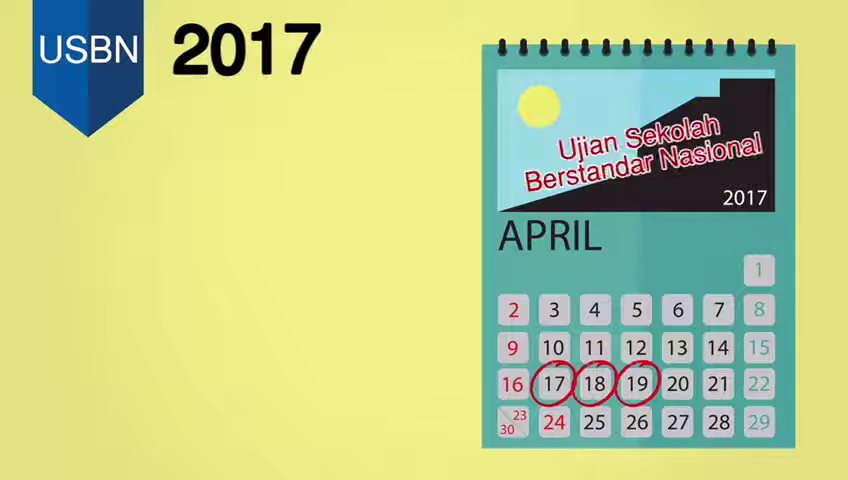 USBN
2017
Ujian Sekolah
Berstandar Nasional
2017
APRIL
1
2 3 4 5 6 7 8
9 10 11 12 13 14 15
16 17 18 19 20 21 22
23
30 24 25 26 27 28 29